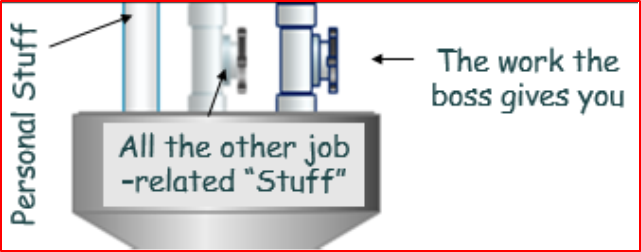 Personal Stuff
The work the
boss gives you
All the other job
-related “Stuff”